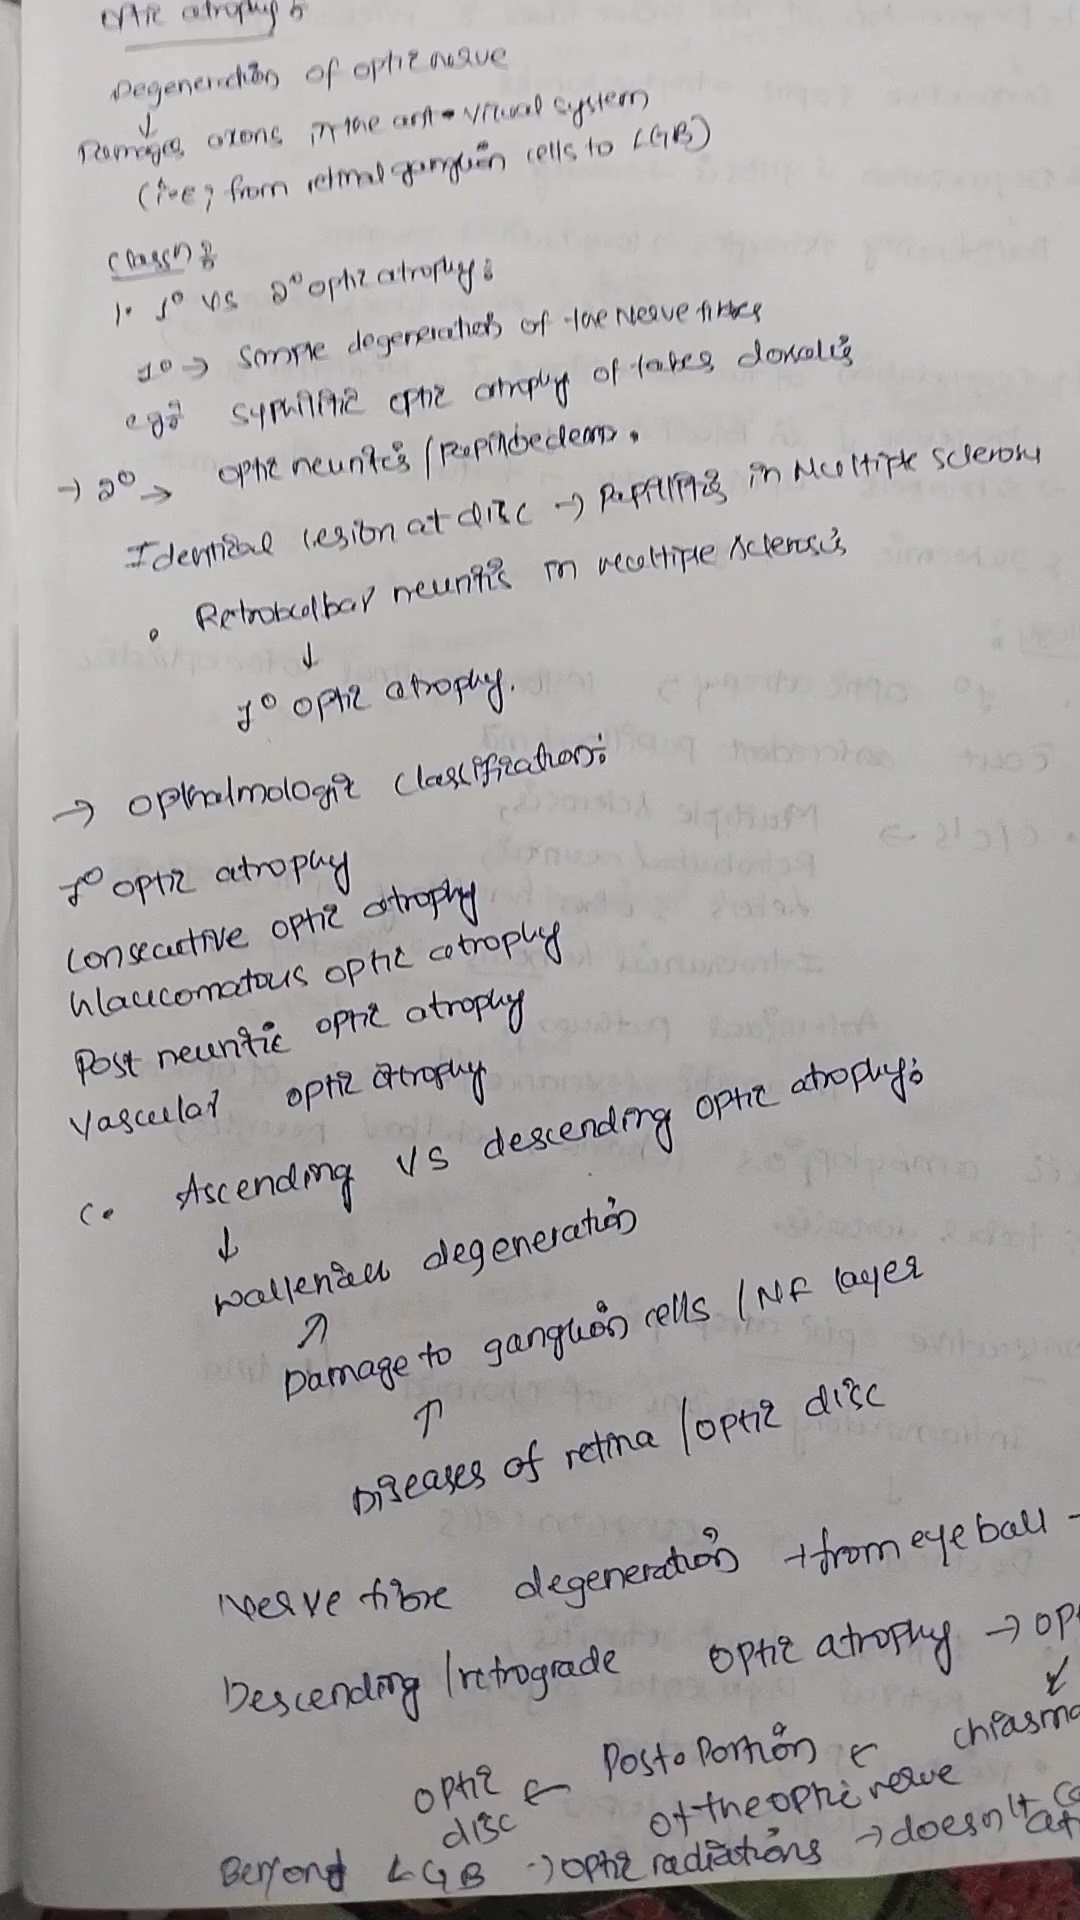 optic atrophy :
Degeneration of optic nerve
↓
Damages axons in the ant visual system
(i.e; from retinal ganglion cells to LGB)
Classn :
1. 1° vs 2° optic atrophy :
1° → Simple degeneration of the nerve fibres
eg: Syphilitic optic atrophy of tabes dorsalis
→ 2° → optic neuritis / Papilloedema.
Identical lesion at disc → Papillitis in Multiple sclerosis
• Retrobulbar neuritis in multiple sclerosis
↓
1° optic atrophy.
→ Opthalmologic classification :
1° optic atrophy
Consecutive optic atrophy
Glaucomatous optic atrophy
Post neuritic optic atrophy
Vascular optic atrophy
C. Ascending VS descending optic atrophy :
↓
Wallerian degeneration
↑
Damage to ganglion cells / NF layer
↑
Diseases of retina / optic disc
Nerve fibre degeneration from eyeball →
Descending / retrograde optic atrophy → op
↙
optic disc ← Post. Portion of the optic nerve ← chiasma
Beyond LGB → optic radiations → doesn't